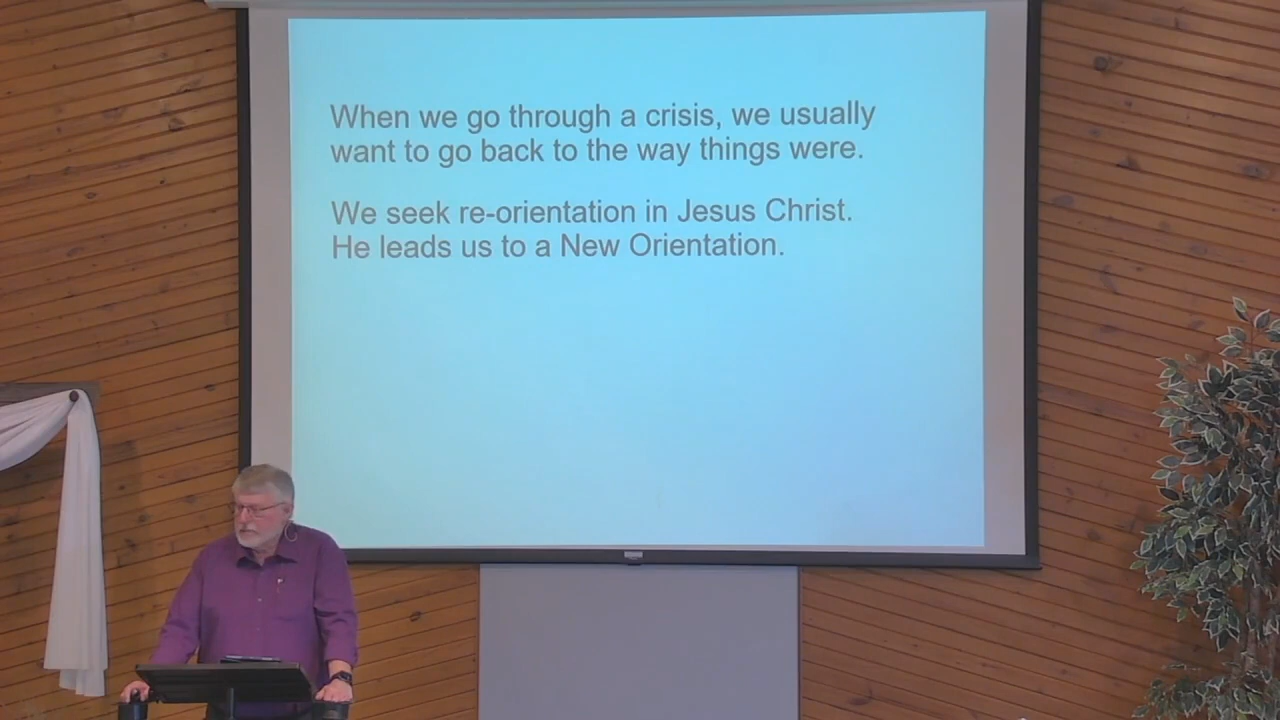 When we go through a crisis, we usually
want to go back to the way things were.
We seek re-orientation in Jesus Christ.
He leads us to a New Orientation.